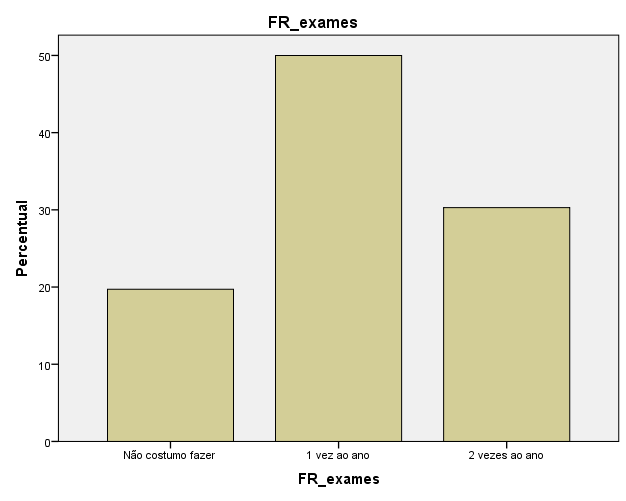 FR_exames
Percentual
50
40
30
20
10
0
Não costumo fazer
1 vez ao ano
2 vezes ao ano
FR_exames